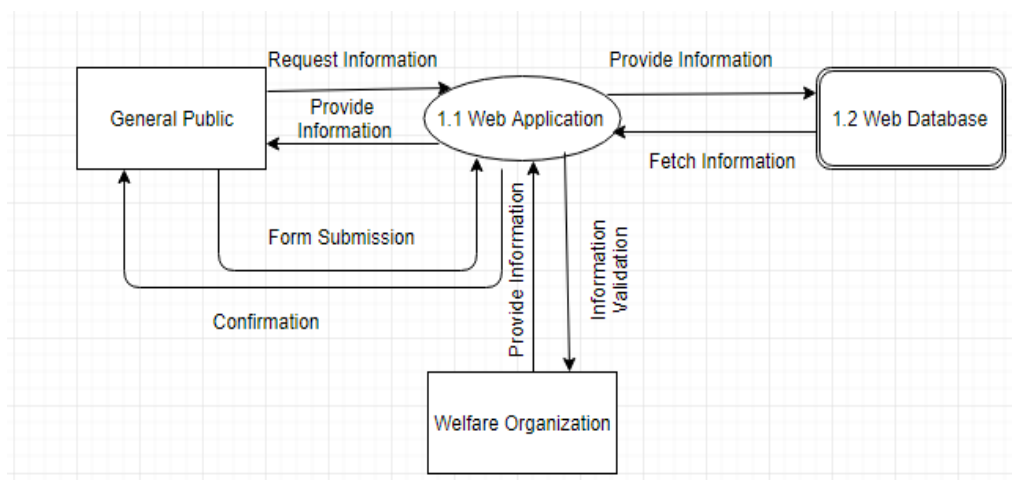 Request Information
Provide Information
General Public
Provide
Information
1.1 Web Application
1.2 Web Database
Fetch Information
Form Submission
Provide Information
Information
Validation
Confirmation
Welfare Organization